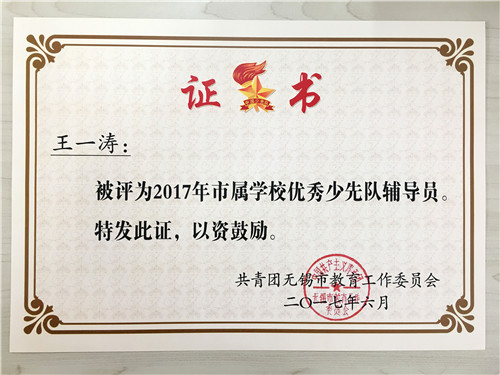 证 书
王一涛：
被评为2017年市属学校优秀少先队辅导员。
特发此证，以资鼓励。
共青团无锡市教育工作委员会
二〇一七年六月